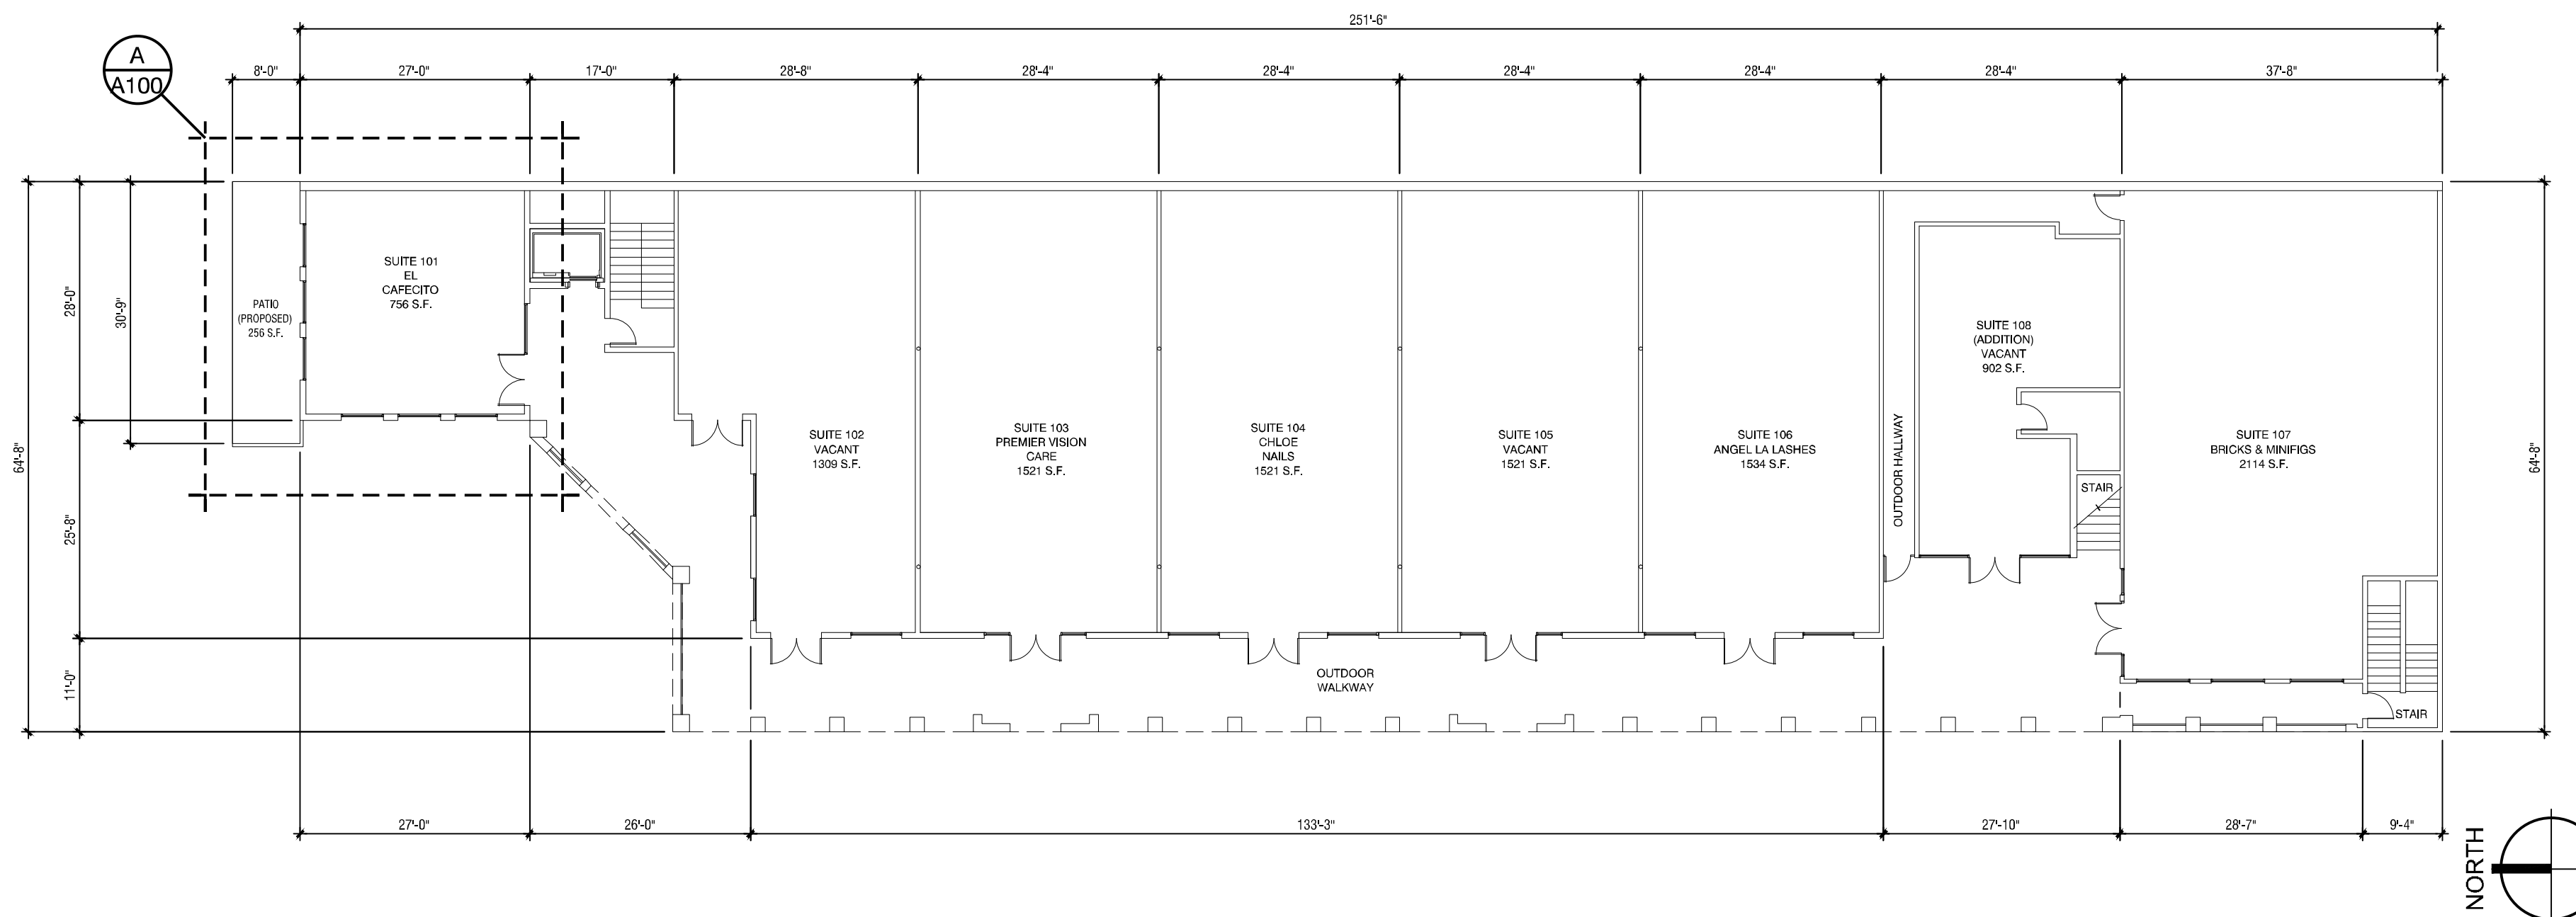 251'-6"
A
A100
8'-0"
27'-0"
17'-0"
28'-8"
28'-4"
28'-4"
28'-4"
28'-4"
28'-4"
37'-8"
64'-8"
28'-0"
30'-9"
25'-8"
11'-0"
PATIO
(PROPOSED)
256 S.F.
SUITE 101
EL
CAFECITO
756 S.F.
SUITE 102
VACANT
1309 S.F.
SUITE 103
PREMIER VISION
CARE
1521 S.F.
SUITE 104
CHLOE
NAILS
1521 S.F.
SUITE 105
VACANT
1521 S.F.
SUITE 106
ANGEL LA LASHES
1534 S.F.
OUTDOOR HALLWAY
SUITE 108
(ADDITION)
VACANT
902 S.F.
STAIR
SUITE 107
BRICKS & MINIFIGS
2114 S.F.
64'-8"
OUTDOOR
WALKWAY
STAIR
27'-0"
26'-0"
133'-3"
27'-10"
28'-7"
9'-4"
NORTH